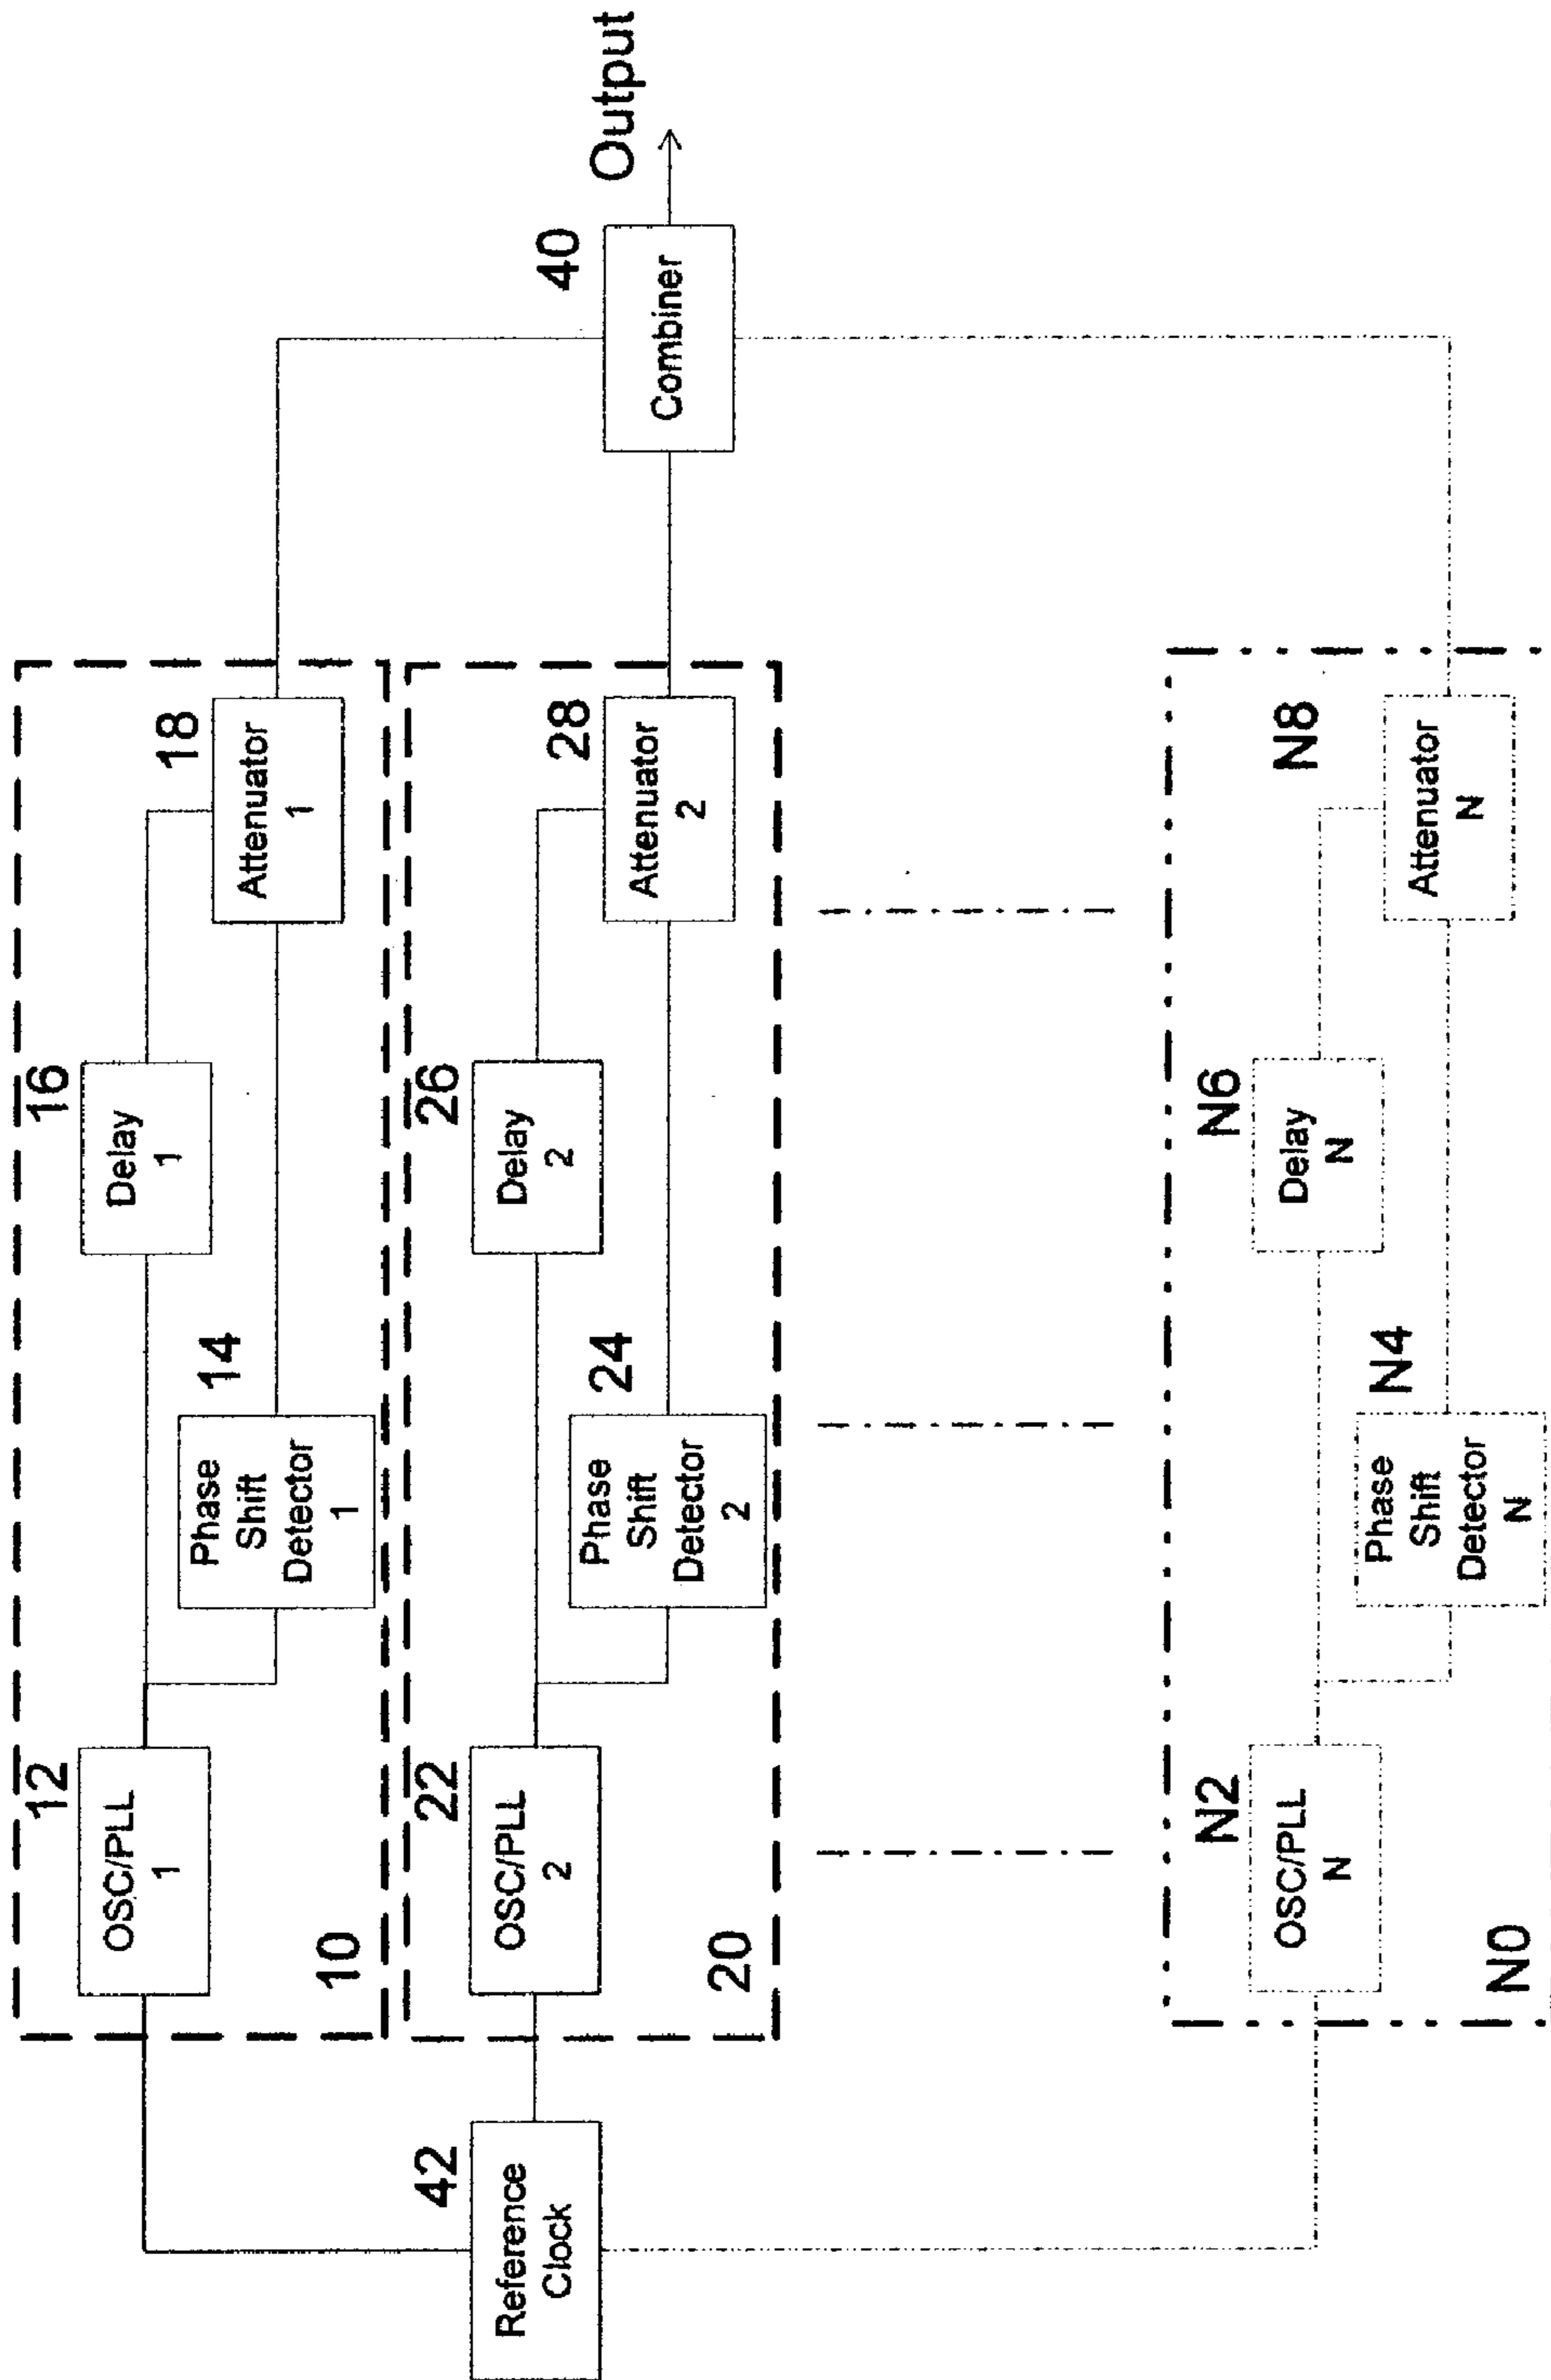 12
OSC/PLL
1
14
Phase
Shift
Detector
1
16
Delay
1
18
Attenuator
1
10
42
Reference
Clock
22
OSC/PLL
2
24
Phase
Shift
Detector
2
26
Delay
2
28
Attenuator
2
20
40
Combiner
Output
N2
OSC/PLL
N
N4
Phase
Shift
Detector
N
N6
Delay
N
N8
Attenuator
N
N0